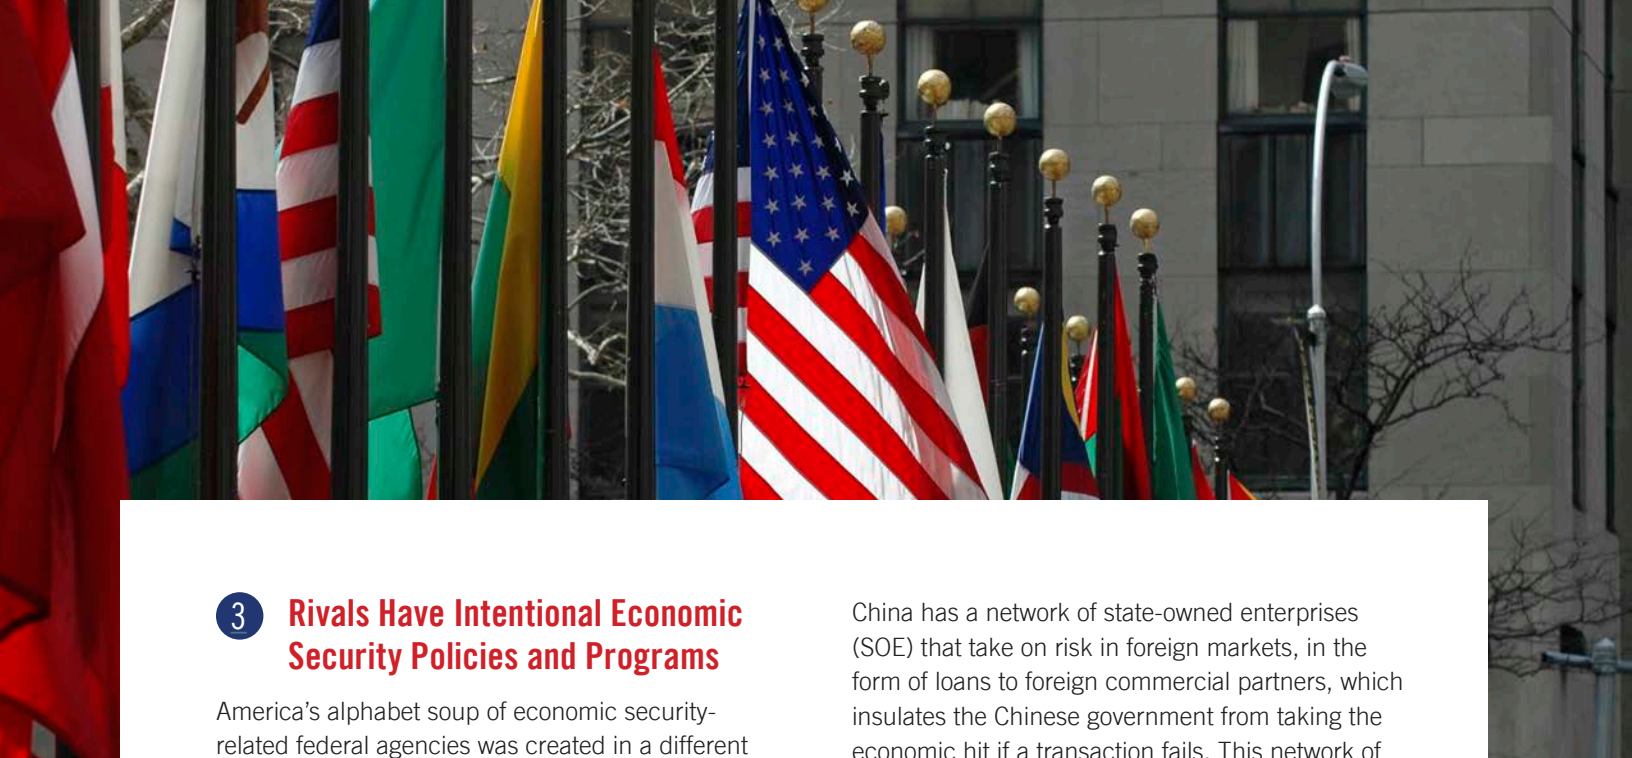 3
Rivals Have Intentional Economic
Security Policies and Programs
America's alphabet soup of economic security-
related federal agencies was created in a different
China has a network of state-owned enterprises
(SOE) that take on risk in foreign markets, in the
form of loans to foreign commercial partners, which
insulates the Chinese government from taking the
economic hit if a transaction fails. This network of